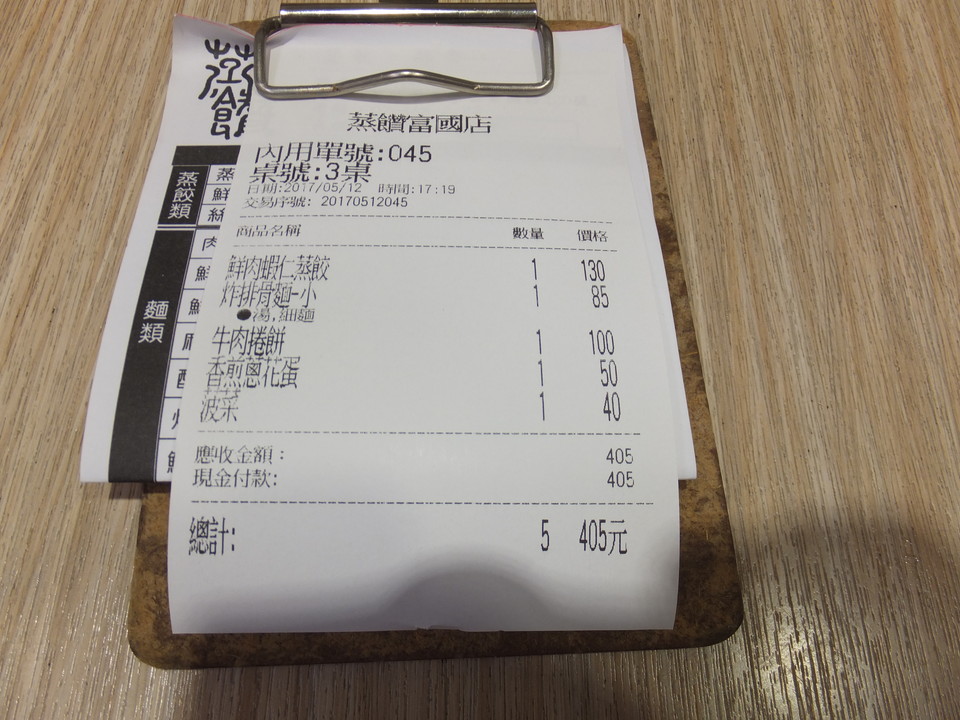 蒸饡富國店
內用單號:045
桌號:3桌
日期:2017/05/12 時間:17:19
交易序號: 20170512045
商品名稱 數量 價格
鮮肉蝦仁蒸餃 1 130
炸排骨麵-小 1 85
●湯,細麵
牛肉捲餅 1 100
香煎蔥花蛋 1 50
菠菜 1 40
應收金額: 405
現金付款: 405
總計: 5 405元
蒸餃類
蒸
鮮
麵類
肉
鮮